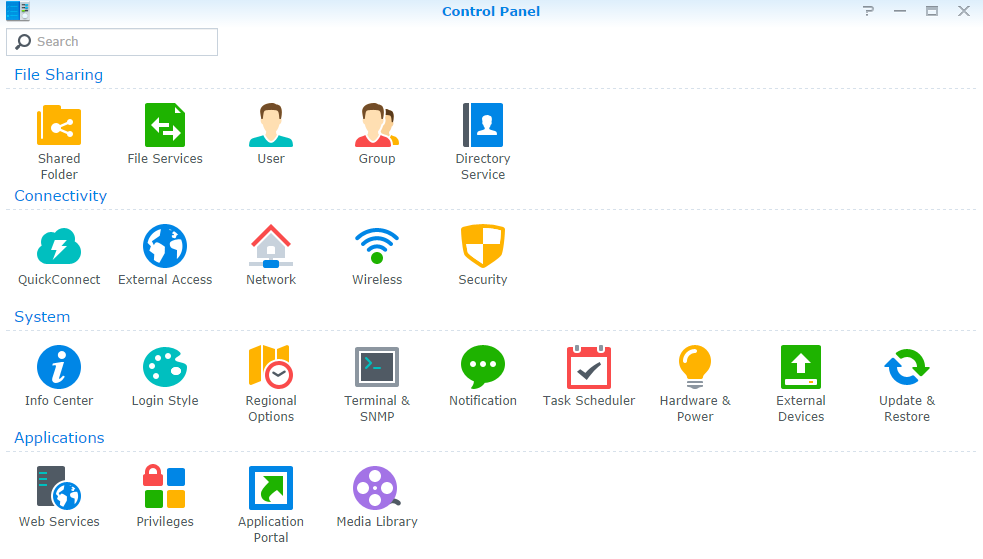 Control Panel
Search
File Sharing
Shared
Folder
File Services
User
Group
Directory
Service
Connectivity
QuickConnect
External Access
Network
Wireless
Security
System
Info Center
Login Style
Regional
Options
Terminal &
SNMP
Notification
Task Scheduler
Hardware &
Power
External
Devices
Update &
Restore
Applications
Web Services
Privileges
Application
Portal
Media Library